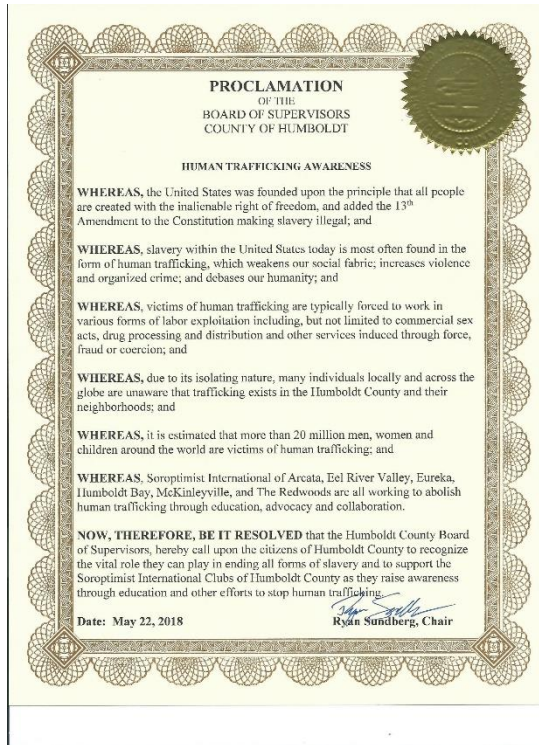 PROCLAMATION
OF THE
BOARD OF SUPERVISORS
COUNTY OF HUMBOLDT
HUMAN TRAFFICKING AWARENESS
WHEREAS, the United States was founded upon the principle that all people
are created with the inalienable right of freedom, and added the 13th
Amendment to the Constitution making slavery illegal; and
WHEREAS, slavery within the United States today is most often found in the
form of human trafficking, which weakens our social fabric; increases violence
and organized crime; and debases our humanity; and
WHEREAS, victims of human trafficking are typically forced to work in
various forms of labor exploitation including, but not limited to commercial sex
acts, drug processing and distribution and other services induced through force,
fraud or coercion; and
WHEREAS, due to its isolating nature, many individuals locally and across the
globe are unaware that trafficking exists in the Humboldt County and their
neighborhoods; and
WHEREAS, it is estimated that more than 20 million men, women and
children around the world are victims of human trafficking; and
WHEREAS, Soroptimist International of Arcata, Eel River Valley, Eureka,
Humboldt Bay, McKinleyville, and The Redwoods are all working to abolish
human trafficking through education, advocacy and collaboration.
NOW, THEREFORE, BE IT RESOLVED that the Humboldt County Board
of Supervisors, hereby call upon the citizens of Humboldt County to recognize
the vital role they can play in ending all forms of slavery and to support the
Soroptimist International Clubs of Humboldt County as they raise awareness
through education and other efforts to stop human trafficking.
Date: May 22, 2018 Ryan Sundberg, Chair